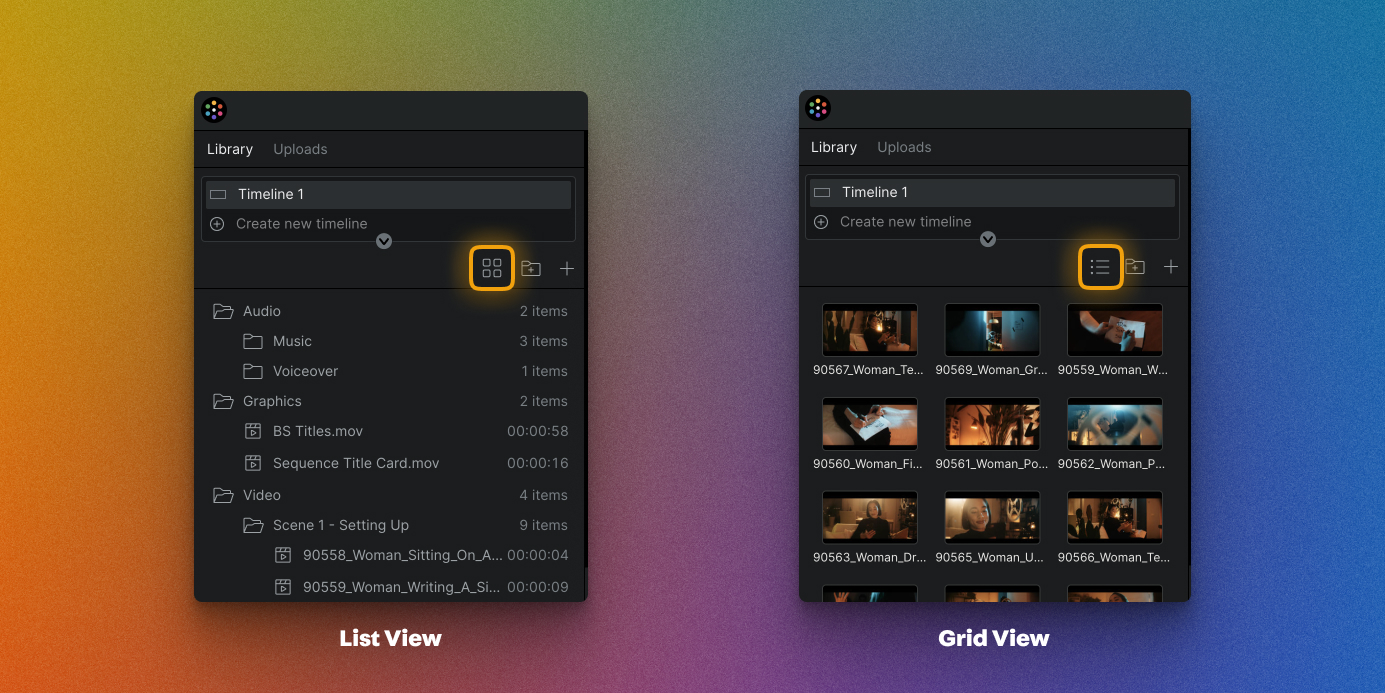 Library Uploads
Timeline 1
Create new timeline
Audio 2 items
Music 3 items
Voiceover 1 items
Graphics 2 items
BS Titles.mov 00:00:58
Sequence Title Card.mov 00:00:16
Video 4 items
Scene 1 - Setting Up 9 items
90558_Woman_Sitting_On_A... 00:00:04
90559_Woman_Writing_A_Si... 00:00:09
List View
Library Uploads
Timeline 1
Create new timeline
90567_Woman_Te... 90569_Woman_Gr... 90559_Woman_W...
90560_Woman_Fi... 90561_Woman_Po... 90562_Woman_P...
90563_Woman_Dr... 90565_Woman_U... 90566_Woman_Te...
Grid View